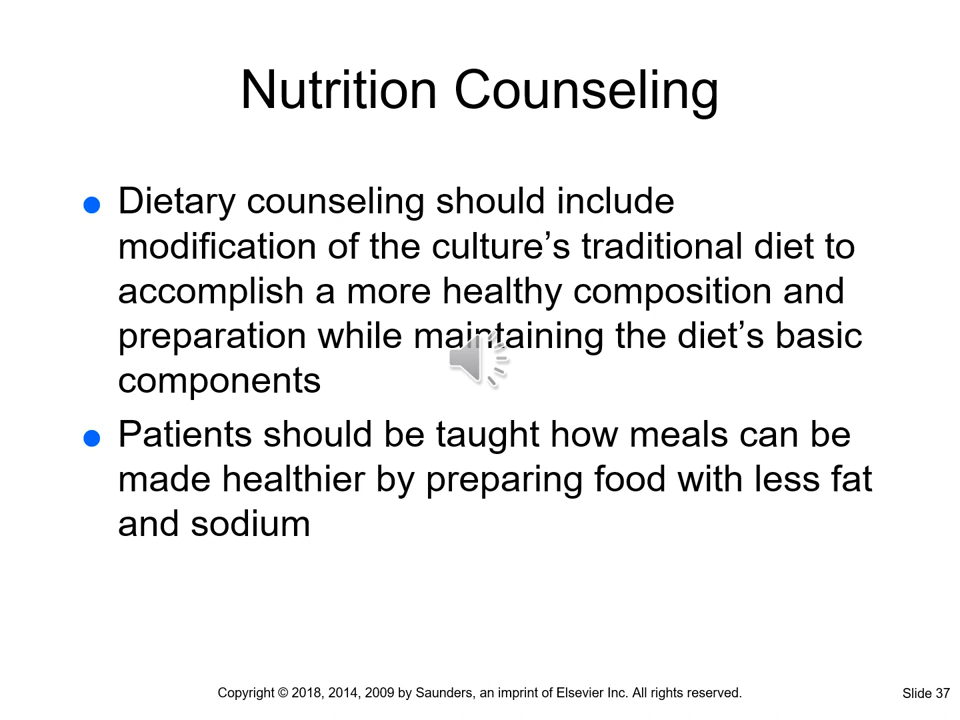 Nutrition Counseling
● Dietary counseling should include
modification of the culture’s traditional diet to
accomplish a more healthy composition and
preparation while maintaining the diet’s basic
components
● Patients should be taught how meals can be
made healthier by preparing food with less fat
and sodium
Copyright © 2018, 2014, 2009 by Saunders, an imprint of Elsevier Inc. All rights reserved.
Slide 37